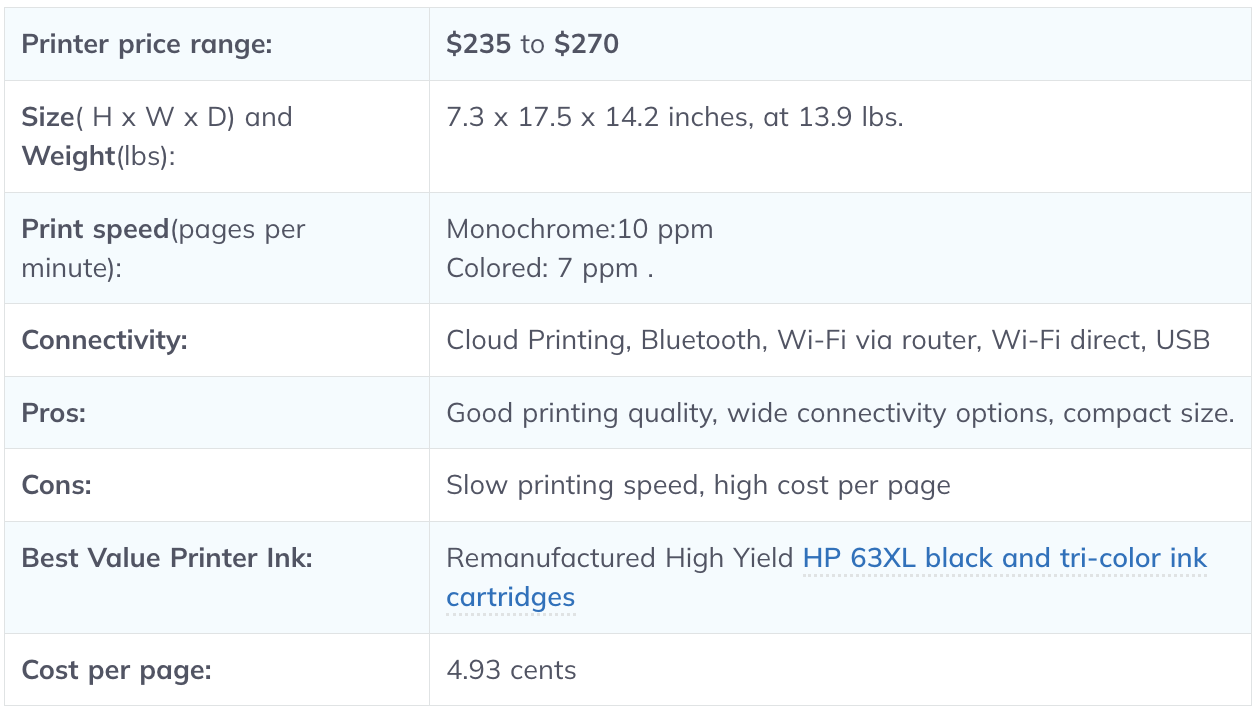 Printer price range: $235 to $270
Size( H x W x D) and 7.3 x 17.5 x 14.2 inches, at 13.9 lbs.
Weight(lbs):
Print speed(pages per Monochrome:10 ppm
minute): Colored: 7 ppm .
Connectivity: Cloud Printing, Bluetooth, Wi-Fi via router, Wi-Fi direct, USB
Pros: Good printing quality, wide connectivity options, compact size.
Cons: Slow printing speed, high cost per page
Best Value Printer Ink: Remanufactured High Yield HP 63XL black and tri-color ink
cartridges
Cost per page: 4.93 cents